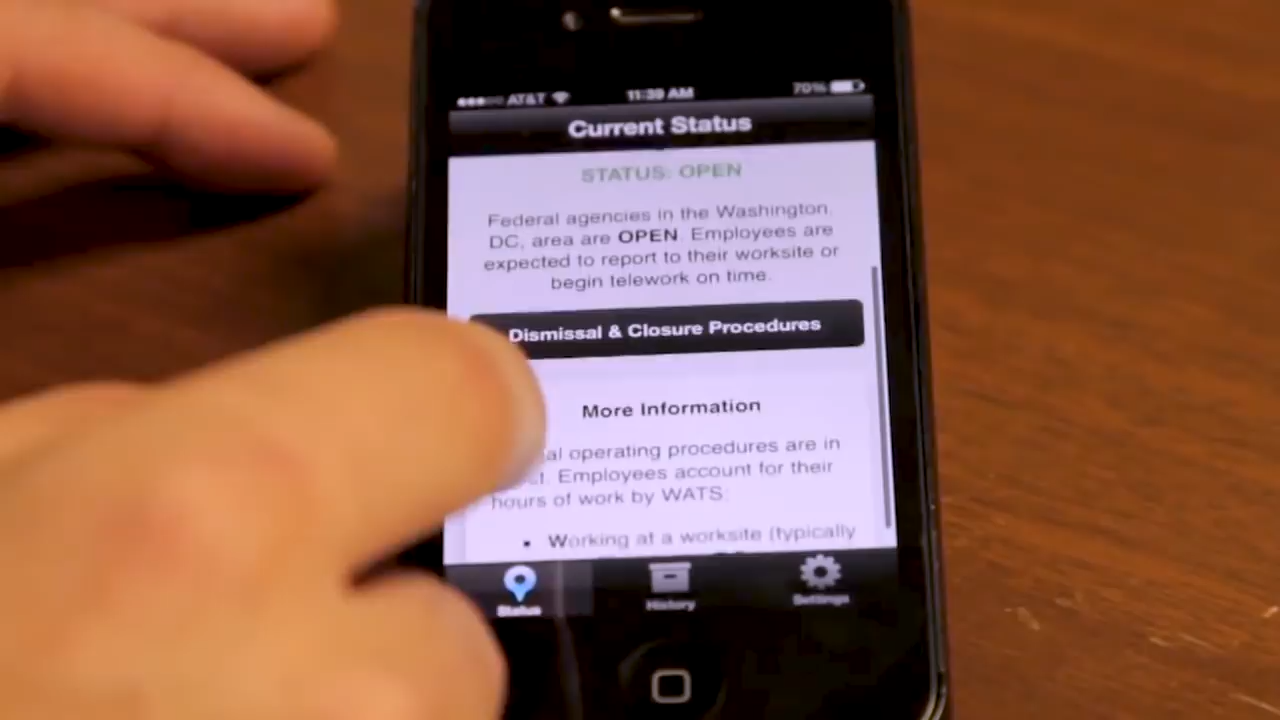 AT&T 11:39 AM 70%
Current Status
STATUS: OPEN
Federal agencies in the Washington,
DC, area are OPEN. Employees are
expected to report to their worksite or
begin telework on time.
Dismissal & Closure Procedures
More Information
al operating procedures are in
Employees account for their
hours of work by WATS:
Working at a worksite (typically
Status History Settings